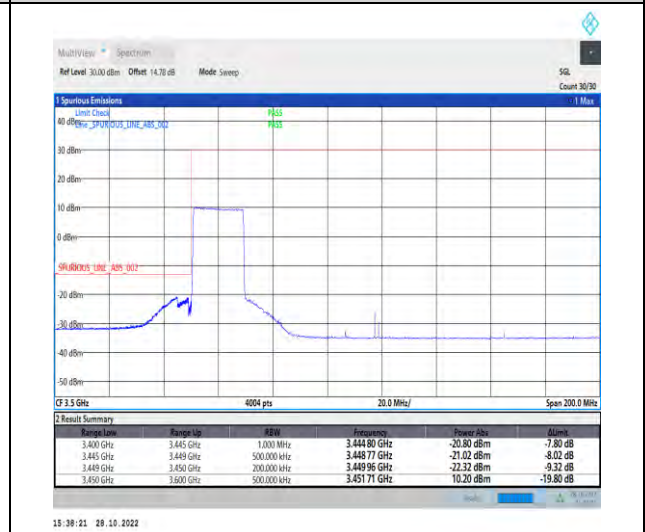 MultiView Spectrum
Ref Level 30.00 dBm Offset 14.78 dB Mode Sweep SGL
Count 30/30
1 Spurious Emissions 1 Max
Limit Check PASS
40 dBm Line _SPURIOUS_LINE_ABS_002 PASS
30 dBm
20 dBm
10 dBm
0 dBm
_SPURIOUS_LINE_ABS_002
-20 dBm
-30 dBm
-40 dBm
-50 dBm
CF 3.5 GHz 4004 pts 20.0 MHz/ Span 200.0 MHz
2 Result Summary
Range Low Range Up RBW Frequency Power Abs ΔLimit
3.400 GHz 3.445 GHz 1.000 MHz 3.444 80 GHz -20.80 dBm -7.80 dB
3.445 GHz 3.449 GHz 500.000 kHz 3.448 77 GHz -21.02 dBm -8.02 dB
3.449 GHz 3.450 GHz 200.000 kHz 3.449 96 GHz -22.32 dBm -9.32 dB
3.450 GHz 3.600 GHz 500.000 kHz 3.451 71 GHz 10.20 dBm -19.80 dB
15:38:21 28.10.2022